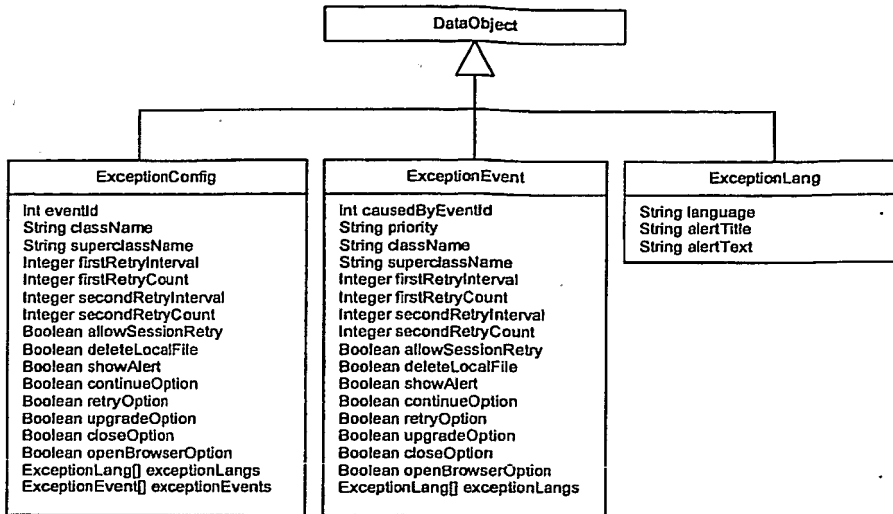 DataObject
ExceptionConfig
Int eventId
String className
String superclassName
Integer firstRetryInterval
Integer firstRetryCount
Integer secondRetryInterval
Integer secondRetryCount
Boolean allowSessionRetry
Boolean deleteLocalFile
Boolean showAlert
Boolean continueOption
Boolean retryOption
Boolean upgradeOption
Boolean closeOption
Boolean openBrowserOption
ExceptionLang[] exceptionLangs
ExceptionEvent[] exceptionEvents
ExceptionEvent
Int causedByEventId
String priority
String className
String superclassName
Integer firstRetryInterval
Integer firstRetryCount
Integer secondRetryInterval
Integer secondRetryCount
Boolean allowSessionRetry
Boolean deleteLocalFile
Boolean showAlert
Boolean continueOption
Boolean retryOption
Boolean upgradeOption
Boolean closeOption
Boolean openBrowserOption
ExceptionLang[] exceptionLangs
ExceptionLang
String language
String alertTitle
String alertText